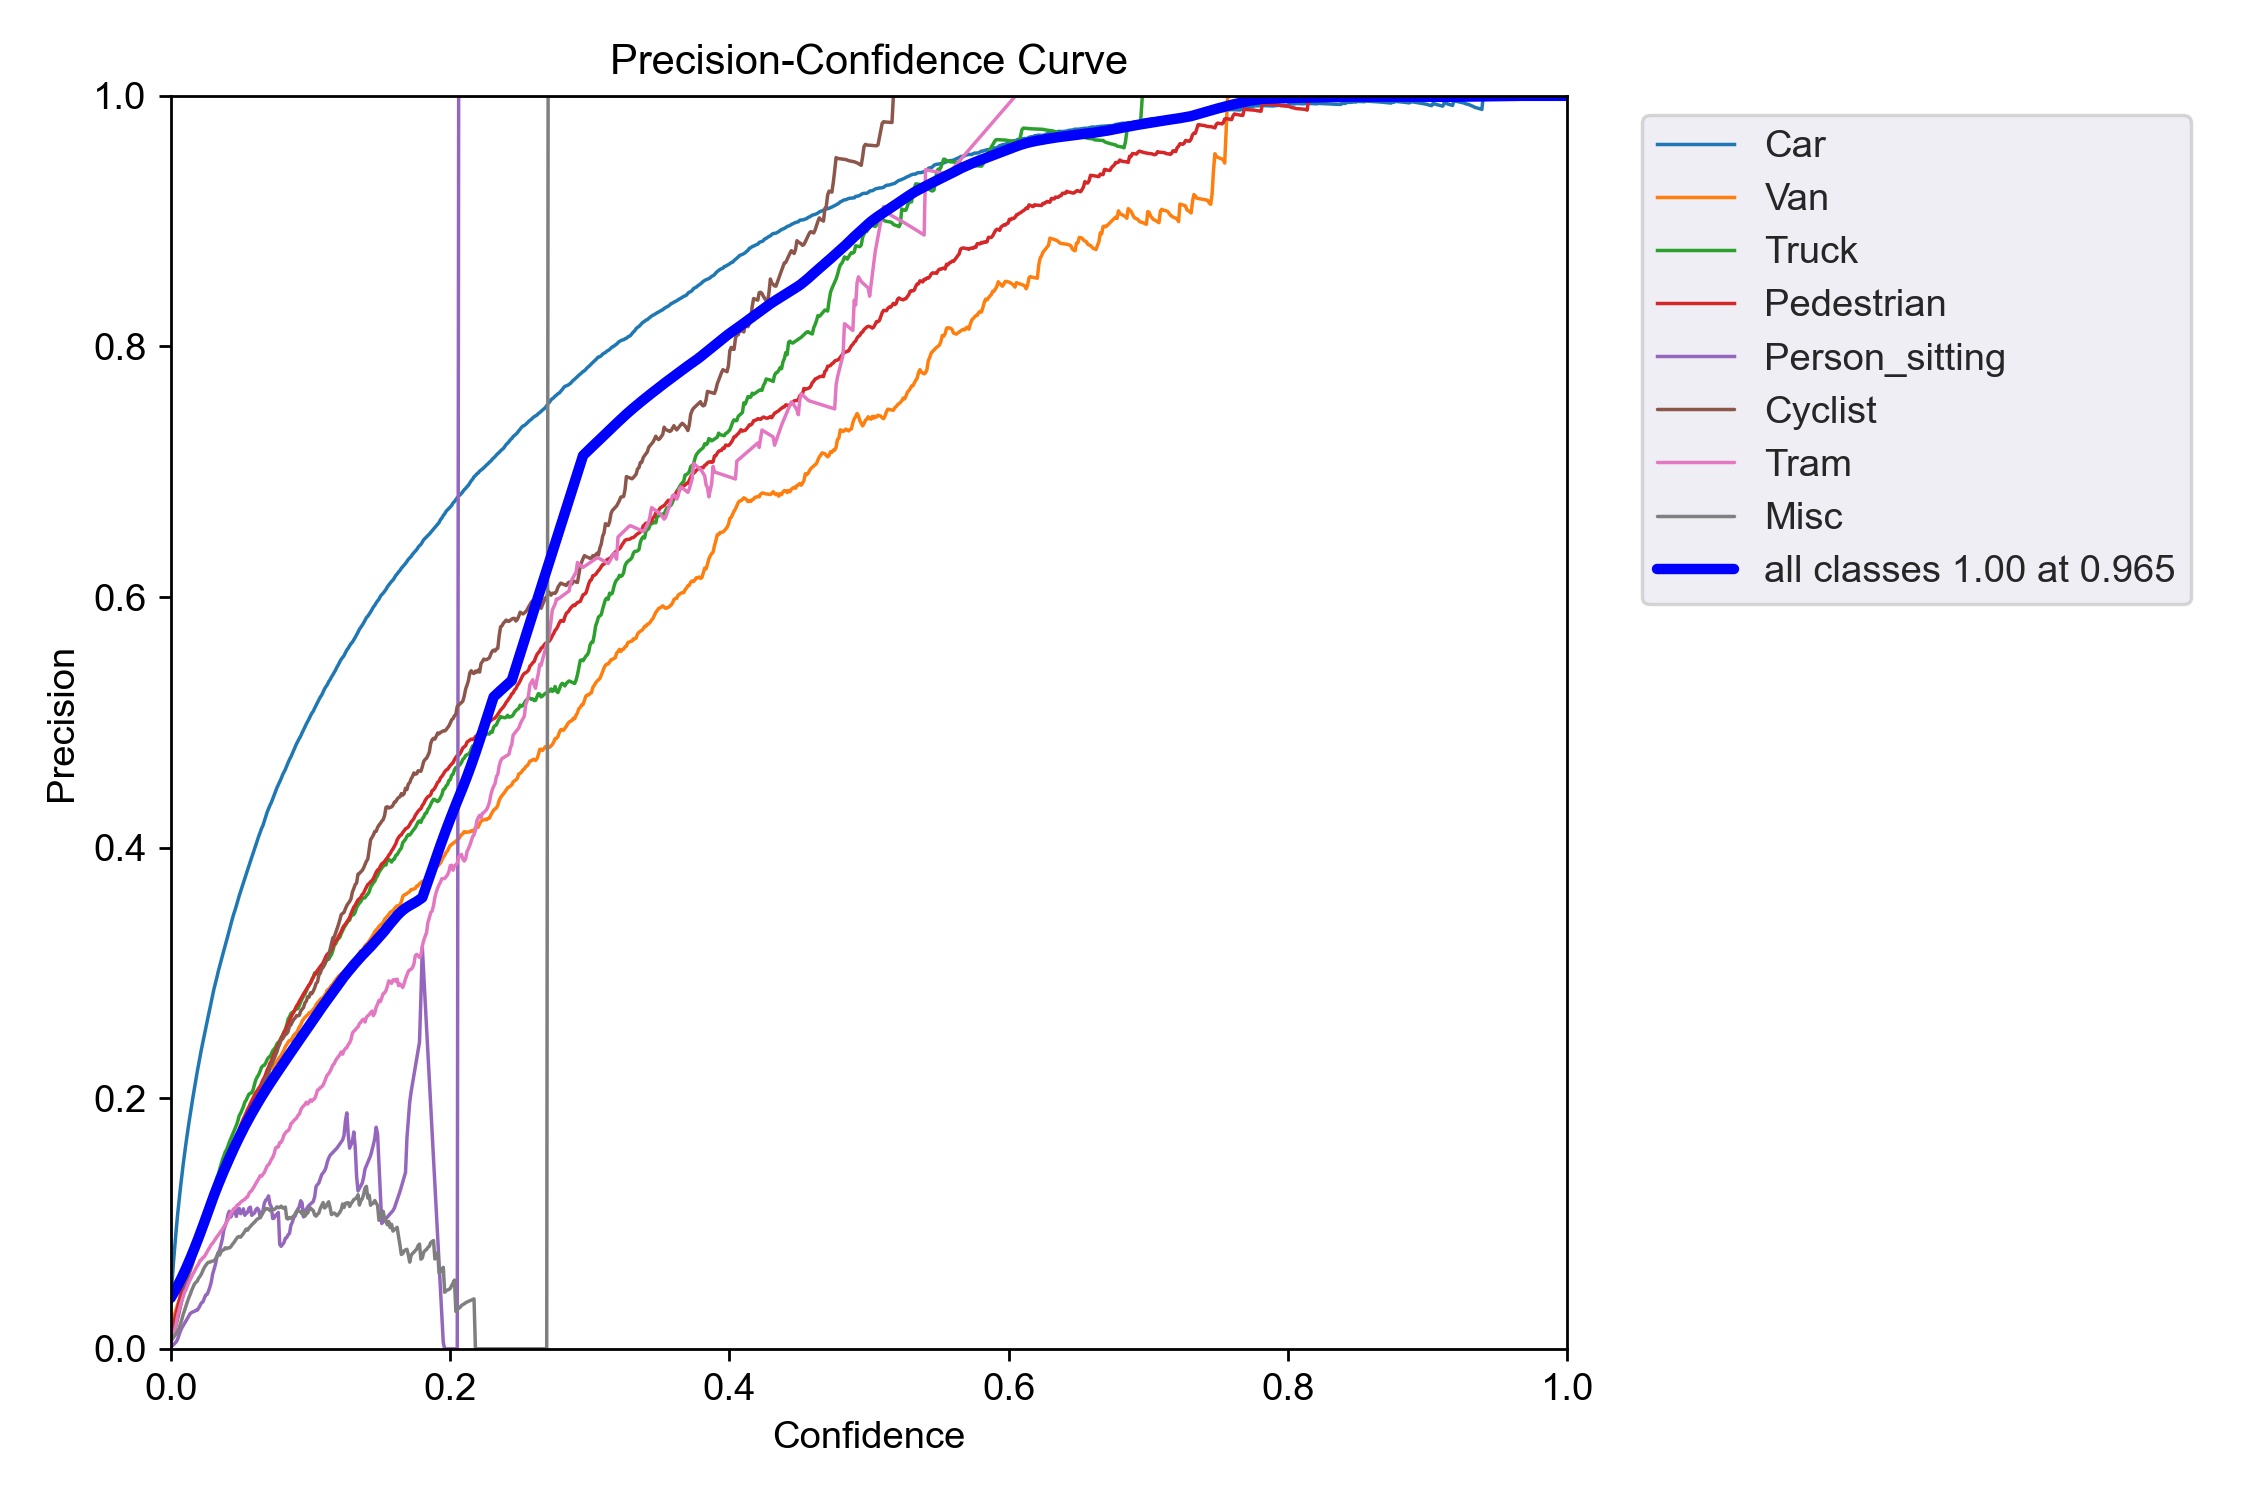 Precision-Confidence Curve
1.0
0.8
0.6
0.4
0.2
0.0
Precision
0.0 0.2 0.4 0.6 0.8 1.0
Confidence
Car
Van
Truck
Pedestrian
Person_sitting
Cyclist
Tram
Misc
all classes 1.00 at 0.965